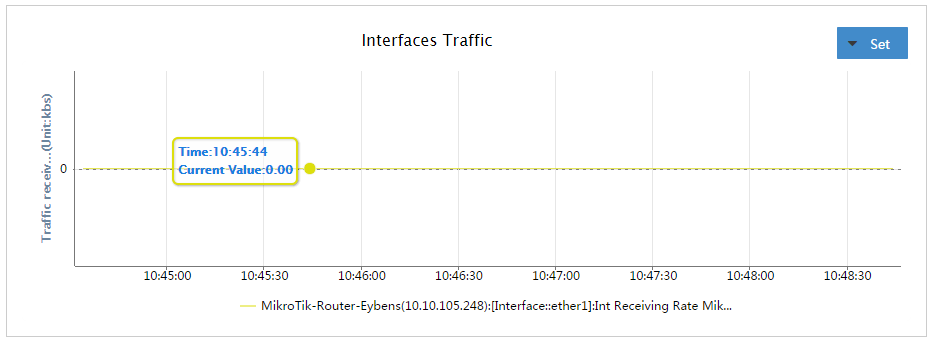 Interfaces Traffic
Set
Traffic receiv...(Unit:kbs)
Time:10:45:44
Current Value:0.00
0
10:45:00 10:45:30 10:46:00 10:46:30 10:47:00 10:47:30 10:48:00 10:48:30
MikroTik-Router-Eybens(10.10.105.248):[Interface::ether1]:Int Receiving Rate Mik...